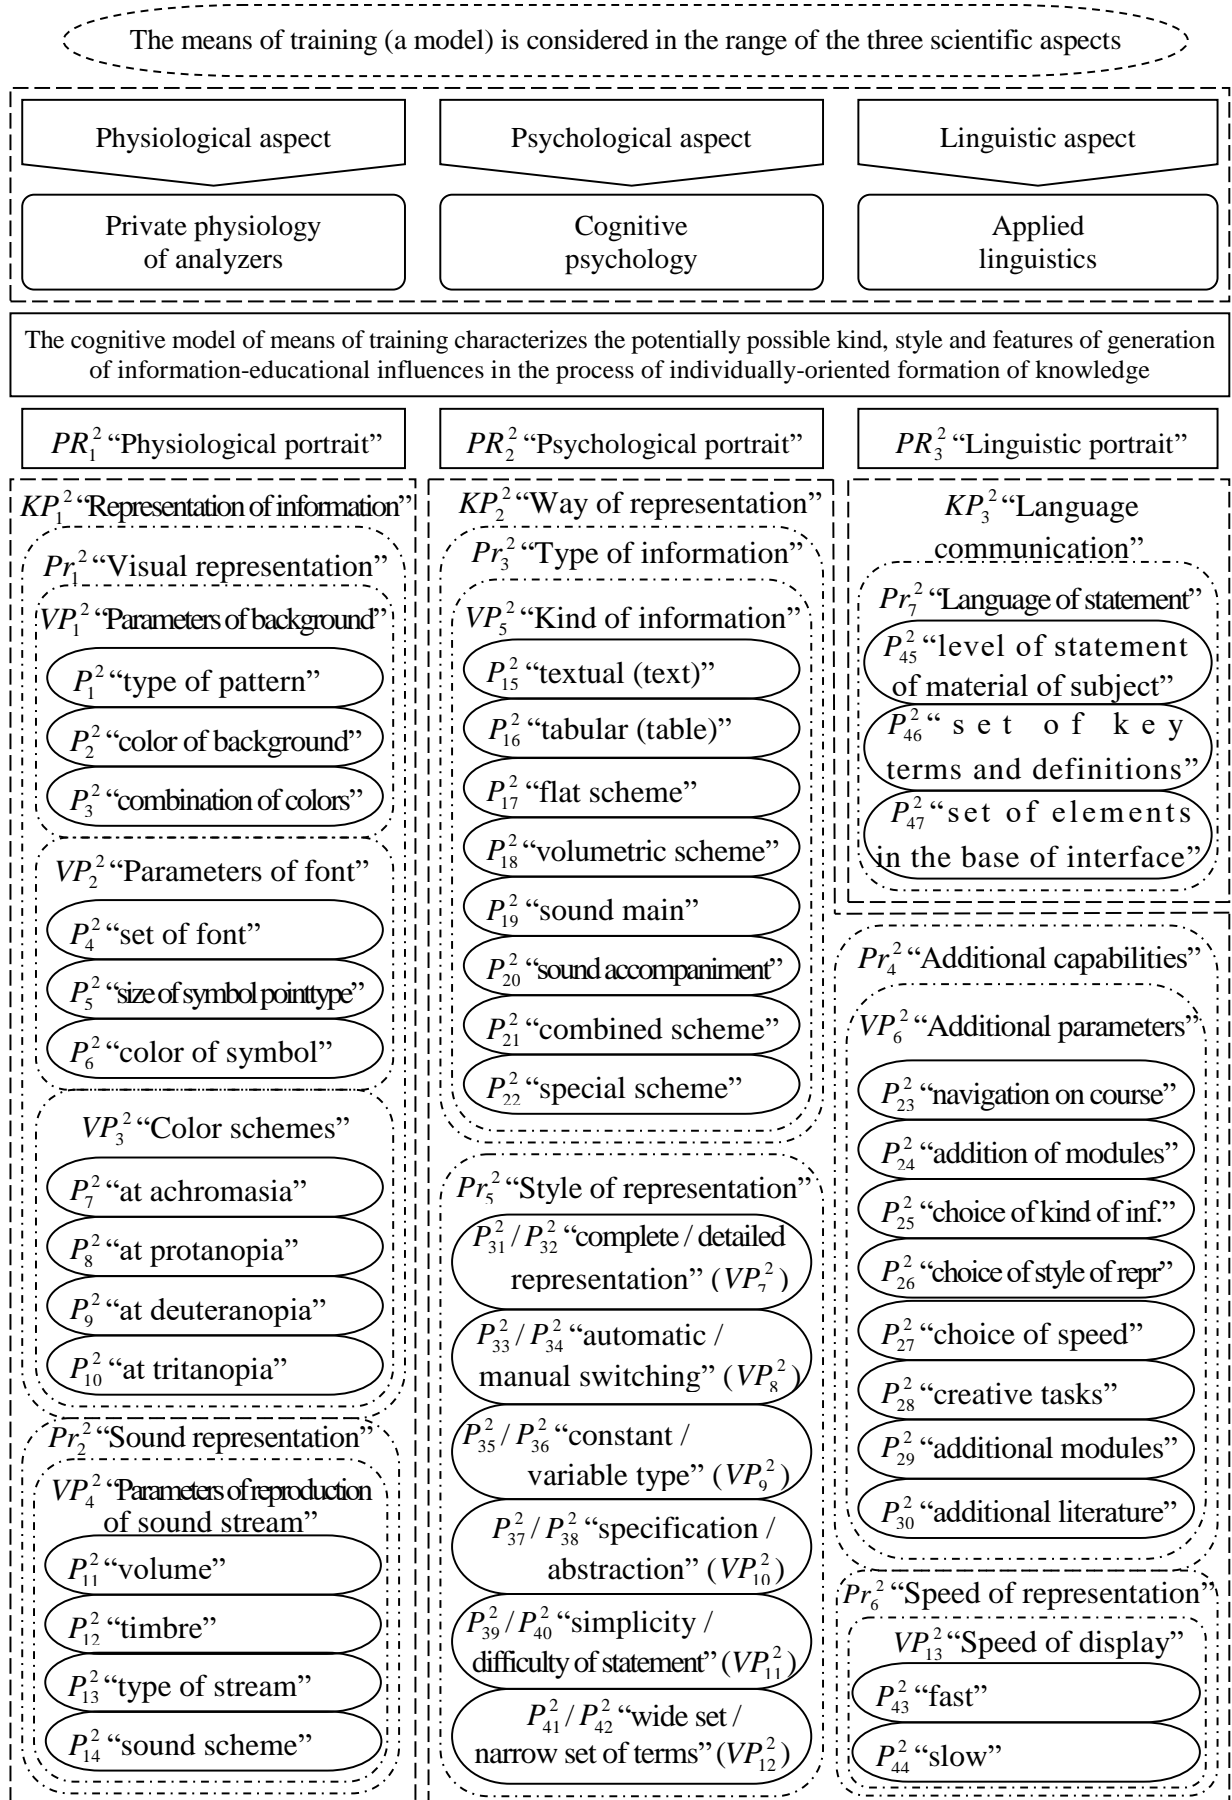 The means of training (a model) is considered in the range of the three scientific aspects
Physiological aspect
Psychological aspect
Linguistic aspect
Private physiology
of analyzers
Cognitive
psychology
Applied
linguistics
The cognitive model of means of training characterizes the potentially possible kind, style and features of generation
of information-educational influences in the process of individually-oriented formation of knowledge
PR₁² “Physiological portrait”
PR₂² “Psychological portrait”
PR₃² “Linguistic portrait”
KP₁² “Representation of information”
Pr₁² “Visual representation”
VP₁² “Parameters of background”
P₁² “type of pattern”
P₂² “color of background”
P₃² “combination of colors”
VP₂² “Parameters of font”
P₄² “set of font”
P₅² “size of symbol pointtype”
P₆² “color of symbol”
VP₃² “Color schemes”
P₇² “at achromasia”
P₈² “at protanopia”
P₉² “at deuteranopia”
P₁₀² “at tritanopia”
Pr₂² “Sound representation”
VP₄² “Parameters of reproduction
of sound stream”
P₁₁² “volume”
P₁₂² “timbre”
P₁₃² “type of stream”
P₁₄² “sound scheme”
KP₂² “Way of representation”
Pr₃² “Type of information”
VP₅² “Kind of information”
P₁₅² “textual (text)”
P₁₆² “tabular (table)”
P₁₇² “flat scheme”
P₁₈² “volumetric scheme”
P₁₉² “sound main”
P₂₀² “sound accompaniment”
P₂₁² “combined scheme”
P₂₂² “special scheme”
Pr₅² “Style of representation”
P₃₁² / P₃₂² “complete / detailed
representation” (VP₇²)
P₃₃² / P₃₄² “automatic /
manual switching” (VP₈²)
P₃₅² / P₃₆² “constant /
variable type” (VP₉²)
P₃₇² / P₃₈² “specification /
abstraction” (VP₁₀²)
P₃₉² / P₄₀² “simplicity /
difficulty of statement” (VP₁₁²)
P₄₁² / P₄₂² “wide set /
narrow set of terms” (VP₁₂²)
KP₃² “Language
communication”
Pr₇² “Language of statement”
P₄₅² “level of statement
of material of subject”
P₄₆² “set of key
terms and definitions”
P₄₇² “set of elements
in the base of interface”
Pr₄² “Additional capabilities”
VP₆² “Additional parameters”
P₂₃² “navigation on course”
P₂₄² “addition of modules”
P₂₅² “choice of kind of inf.”
P₂₆² “choice of style of repr”
P₂₇² “choice of speed”
P₂₈² “creative tasks”
P₂₉² “additional modules”
P₃₀² “additional literature”
Pr₆² “Speed of representation”
VP₁₃² “Speed of display”
P₄₃² “fast”
P₄₄² “slow”